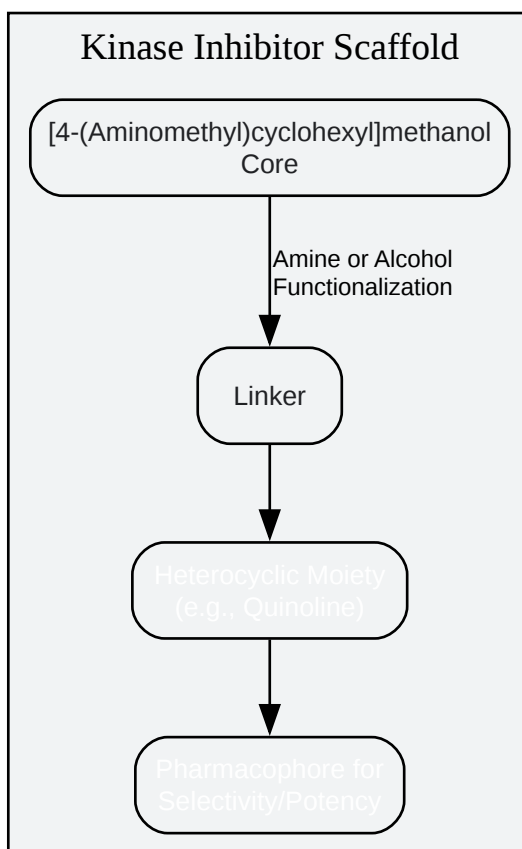 Kinase Inhibitor Scaffold
[4-(Aminomethyl)cyclohexyl]methanol
Core
Amine or Alcohol
Functionalization
Linker
Heterocyclic Moiety
(e.g., Quinoline)
Pharmacophore for
Selectivity/Potency